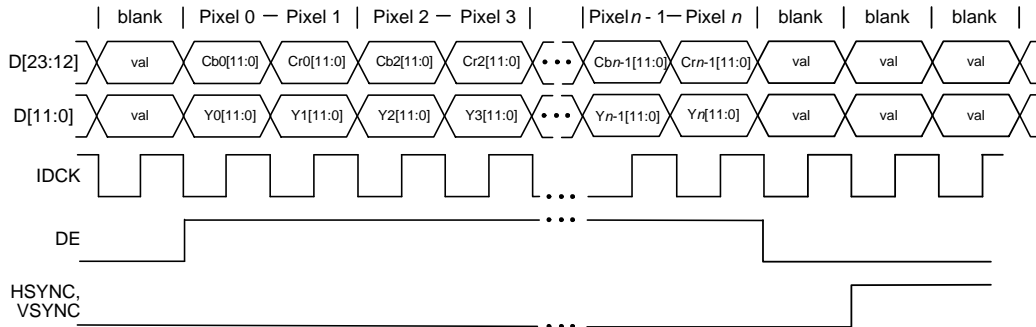 blank Pixel 0 — Pixel 1 Pixel 2 — Pixel 3 Pixel n - 1 — Pixel n blank blank blank
D[23:12] val Cb0[11:0] Cr0[11:0] Cb2[11:0] Cr2[11:0] ••• Cbn-1[11:0] Crn-1[11:0] val val val
D[11:0] val Y0[11:0] Y1[11:0] Y2[11:0] Y3[11:0] ••• Yn-1[11:0] Yn[11:0] val val val
IDCK •••
DE •••
HSYNC,
VSYNC •••